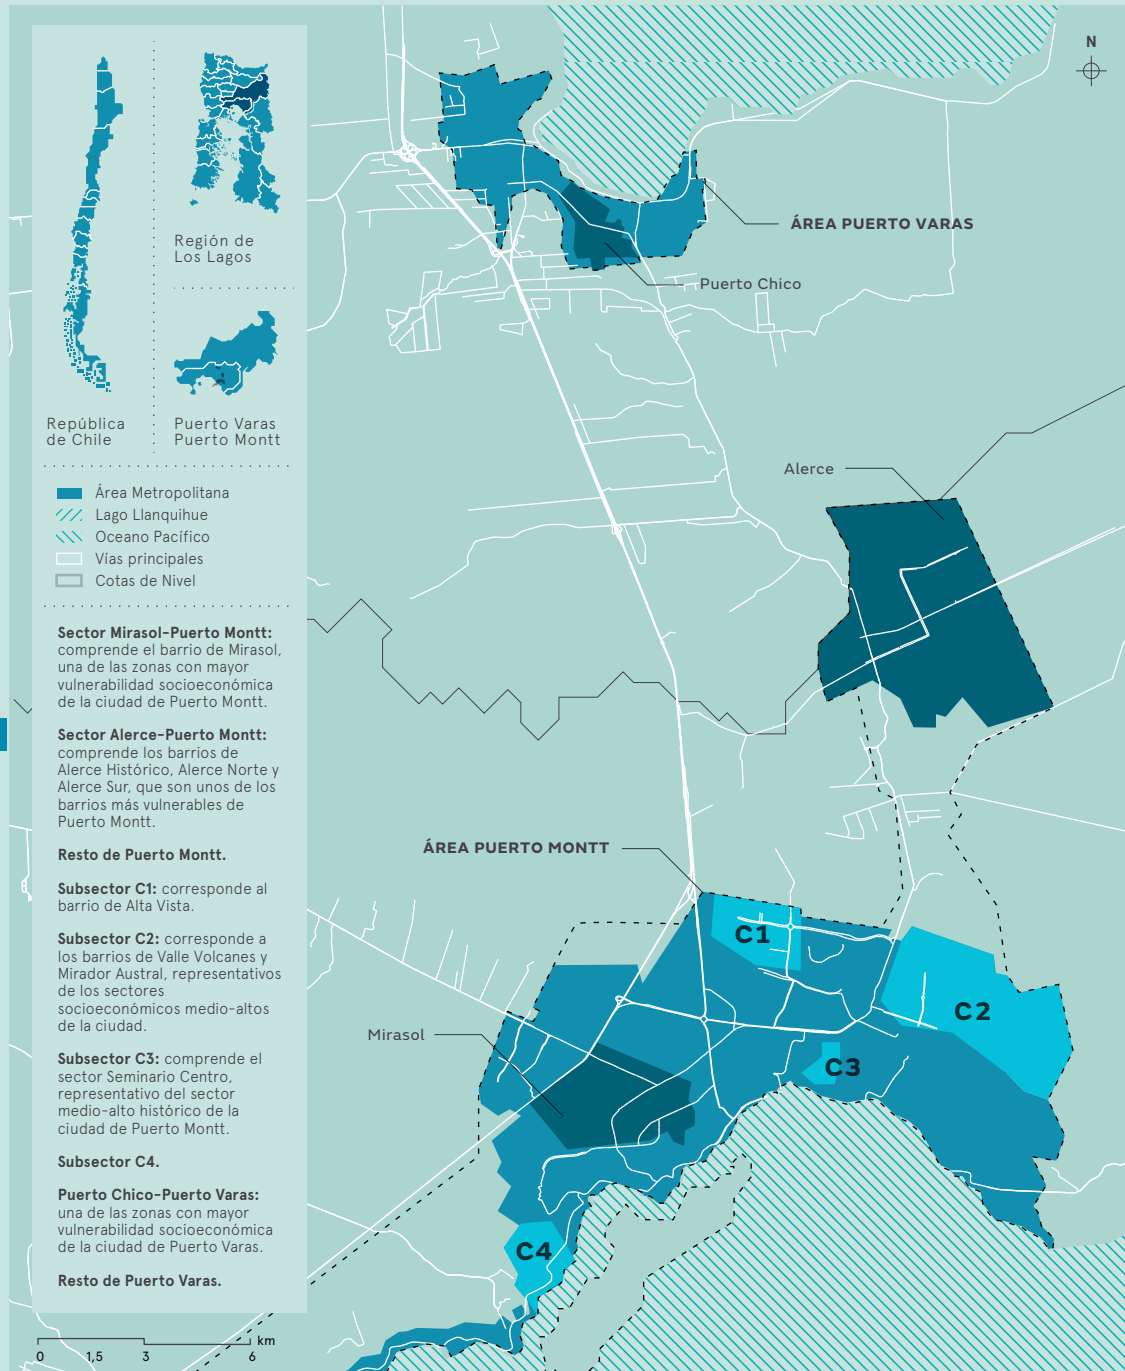 República
de Chile
Región de
Los Lagos
Puerto Varas
Puerto Montt
Área Metropolitana
Lago Llanquihue
Oceano Pacífico
Vías principales
Cotas de Nivel
Sector Mirasol-Puerto Montt:
comprende el barrio de Mirasol,
una de las zonas con mayor
vulnerabilidad socioeconómica
de la ciudad de Puerto Montt.
Sector Alerce-Puerto Montt:
comprende los barrios de
Alerce Histórico, Alerce Norte y
Alerce Sur, que son unos de los
barrios más vulnerables de
Puerto Montt.
Resto de Puerto Montt.
Subsector C1: corresponde al
barrio de Alta Vista.
Subsector C2: corresponde a
los barrios de Valle Volcanes y
Mirador Austral, representativos
de los sectores
socioeconómicos medio-altos
de la ciudad.
Subsector C3: comprende el
sector Seminario Centro,
representativo del sector
medio-alto histórico de la
ciudad de Puerto Montt.
Subsector C4.
Puerto Chico-Puerto Varas:
una de las zonas con mayor
vulnerabilidad socioeconómica
de la ciudad de Puerto Varas.
Resto de Puerto Varas.
0 1,5 3 6 km
N
ÁREA PUERTO VARAS
Puerto Chico
Alerce
ÁREA PUERTO MONTT
C1
C2
Mirasol
C3
C4